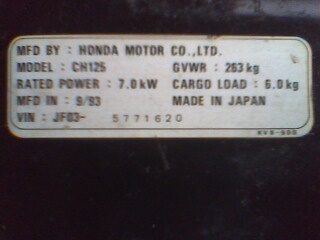 MFD BY : HONDA MOTOR CO.,LTD.
MODEL : CH125 GVWR : 263 kg
RATED POWER : 7.0 kW CARGO LOAD : 6.0 kg
MFD IN : 9/93 MADE IN JAPAN
VIN : JF03- 5771620